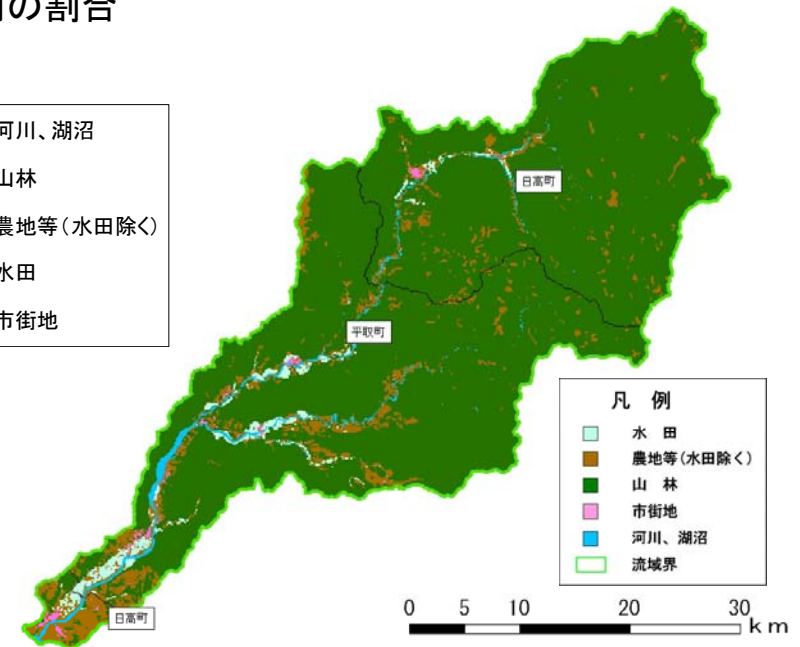 の割合
河川、湖沼
山林
農地等(水田除く)
水田
市街地
日高町
平取町
凡 例
水 田
農地等(水田除く)
山 林
市街地
河川、湖沼
流域界
日高町
0 5 10 20 30
km